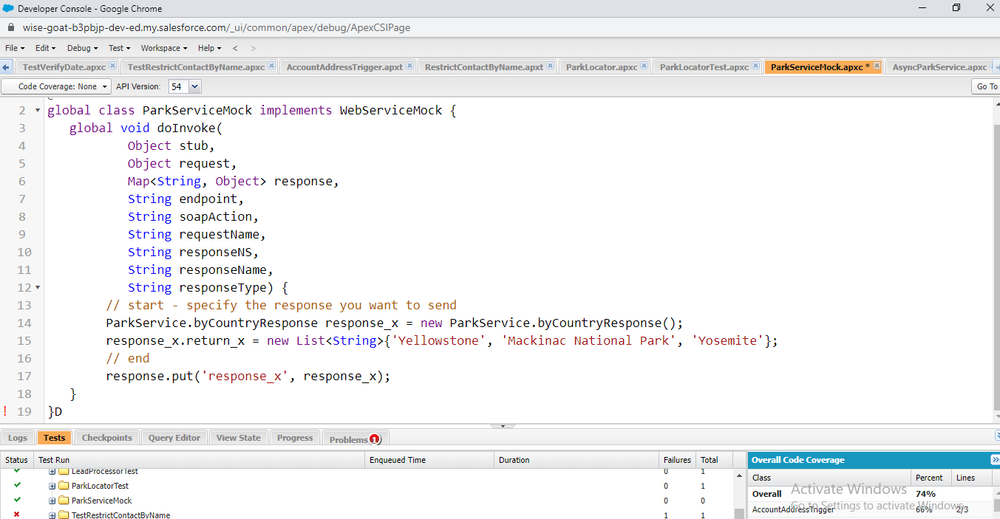 Developer Console - Google Chrome
wise-goat-b3pbjp-dev-ed.my.salesforce.com/_ui/common/apex/debug/ApexCSIPage
File Edit Debug Test Workspace Help < >
TestVerifyDate.apxc TestRestrictContactByName.apxc AccountAddressTrigger.apxt RestrictContactByName.apxt ParkLocator.apxc ParkLocatorTest.apxc ParkServiceMock.apxc * AsyncParkService.apxc
Code Coverage: None API Version: 54 Go To
2 global class ParkServiceMock implements WebServiceMock {
3 global void doInvoke(
4 Object stub,
5 Object request,
6 Map<String, Object> response,
7 String endpoint,
8 String soapAction,
9 String requestName,
10 String responseNS,
11 String responseName,
12 String responseType) {
13 // start - specify the response you want to send
14 ParkService.byCountryResponse response_x = new ParkService.byCountryResponse();
15 response_x.return_x = new List<String>{'Yellowstone', 'Mackinac National Park', 'Yosemite'};
16 // end
17 response.put('response_x', response_x);
18 }
! 19 }D
Logs Tests Checkpoints Query Editor View State Progress Problems 1
Status Test Run Enqueued Time Duration Failures Total Overall Code Coverage
LeadProcessorTest 0 1 Class Percent Lines
ParkLocatorTest 0 1 Overall 74%
ParkServiceMock 0 0 AccountAddressTrigger 66% 2/3
TestRestrictContactByName 1 1
Activate Windows
Go to Settings to activate Windows.